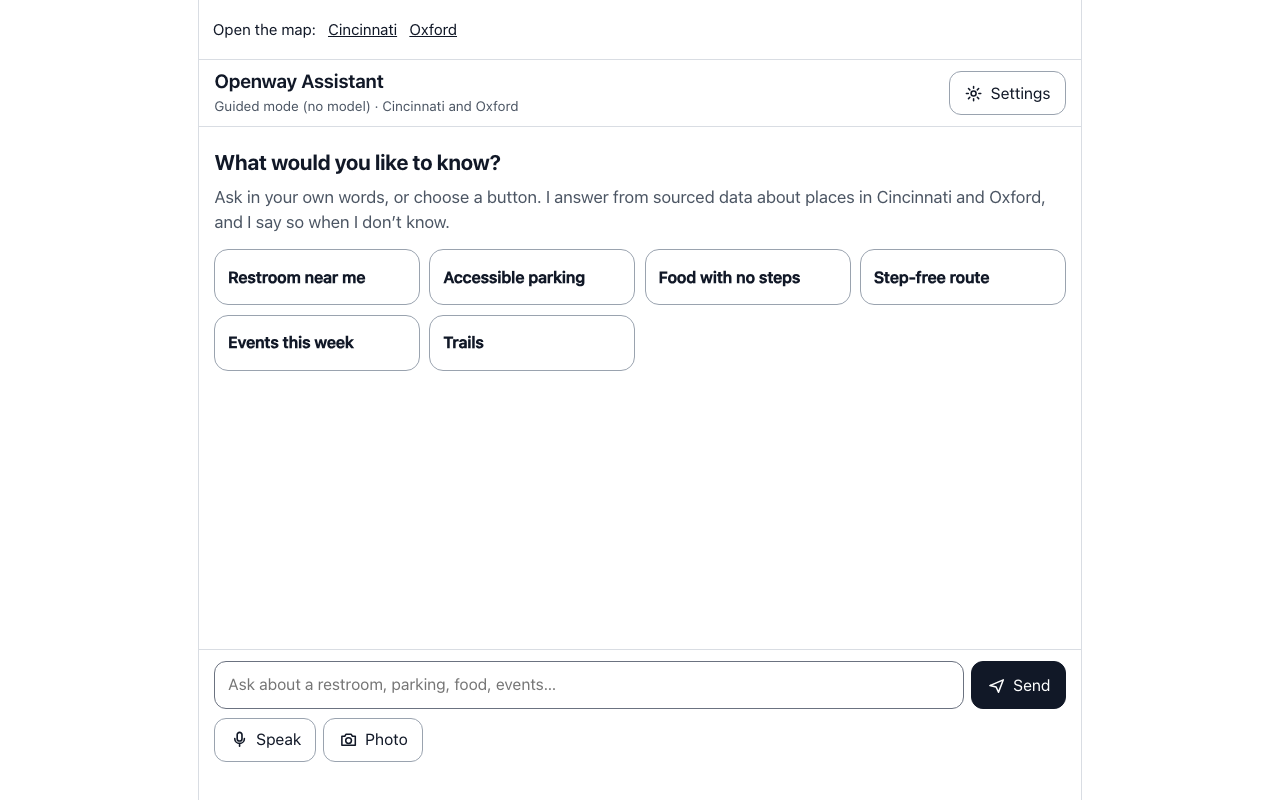 Open the map: Cincinnati Oxford
Openway Assistant
Guided mode (no model) · Cincinnati and Oxford
Settings
What would you like to know?
Ask in your own words, or choose a button. I answer from sourced data about places in Cincinnati and Oxford,
and I say so when I don’t know.
Restroom near me
Accessible parking
Food with no steps
Step-free route
Events this week
Trails
Ask about a restroom, parking, food, events...
Send
Speak
Photo